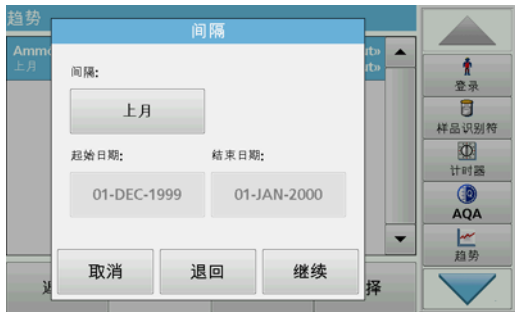 趋势
间隔
Ammo
上月
间隔:
上月
起始日期:
结束日期:
01-DEC-1999
01-JAN-2000
取消
退回
继续
择
登录
样品识别符
计时器
AQA
趋势